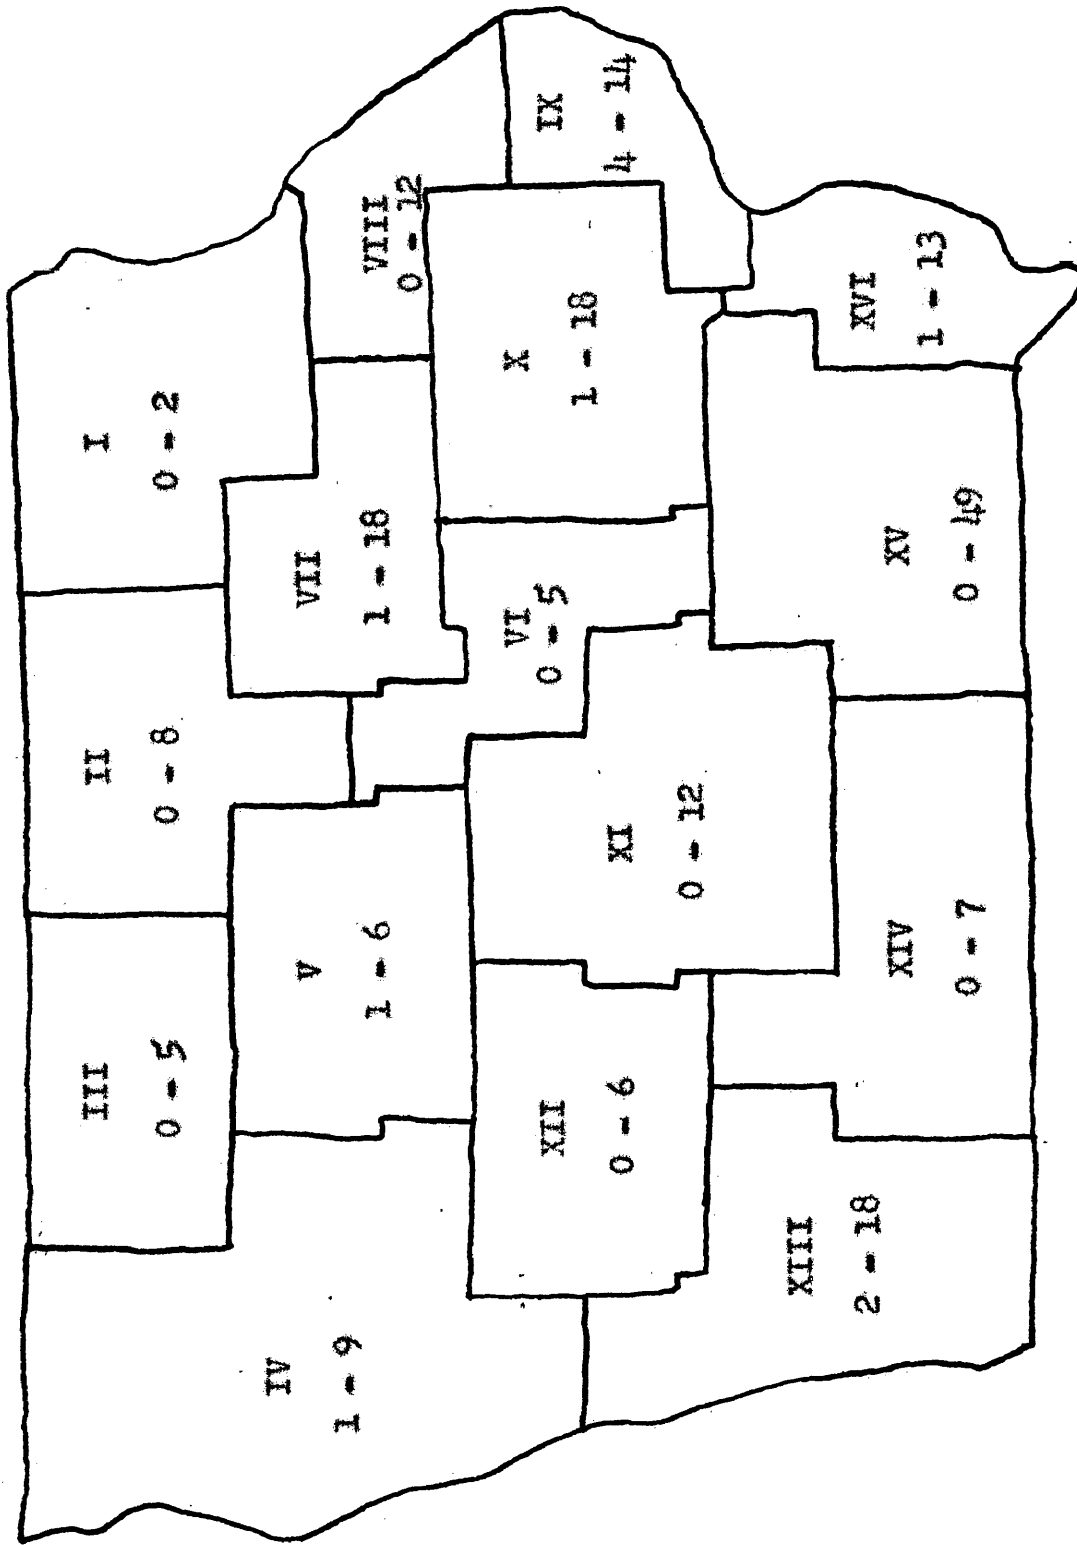 III
0 - 5
II
0 - 8
I
0 - 2
IV
1 - 9
V
1 - 6
VII
1 - 18
VIII
0 - 12
XII
0 - 6
XI
0 - 12
VI
0 - 5
X
1 - 18
IX
4 - 14
XIII
2 - 18
XIV
0 - 7
XV
0 - 49
XVI
1 - 13